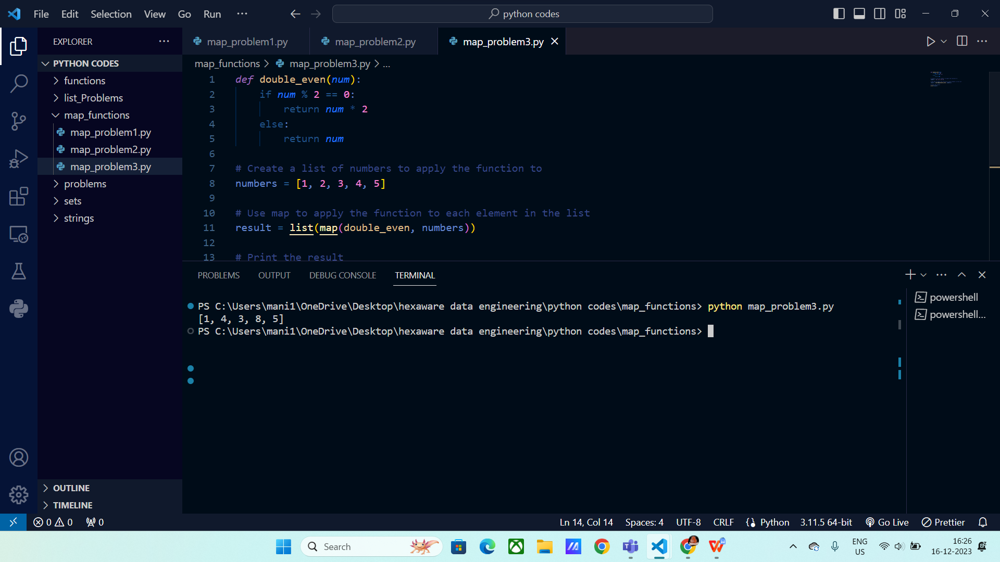 File Edit Selection View Go Run ... python codes
EXPLORER ...
map_problem1.py map_problem2.py map_problem3.py
PYTHON CODES
functions
list_Problems
map_functions
map_problem1.py
map_problem2.py
map_problem3.py
problems
sets
strings
OUTLINE
TIMELINE
map_functions > map_problem3.py > ...
1 def double_even(num):
2 if num % 2 == 0:
3 return num * 2
4 else:
5 return num
6
7 # Create a list of numbers to apply the function to
8 numbers = [1, 2, 3, 4, 5]
9
10 # Use map to apply the function to each element in the list
11 result = list(map(double_even, numbers))
12
13 # Print the result
PROBLEMS OUTPUT DEBUG CONSOLE TERMINAL
PS C:\Users\mani1\OneDrive\Desktop\hexaware data engineering\python codes\map_functions> python map_problem3.py
[1, 4, 3, 8, 5]
PS C:\Users\mani1\OneDrive\Desktop\hexaware data engineering\python codes\map_functions>
powershell
powershell...
0 0 0 Ln 14, Col 14 Spaces: 4 UTF-8 CRLF Python 3.11.5 64-bit Go Live Prettier
Search
ENG
US
16:26
16-12-2023